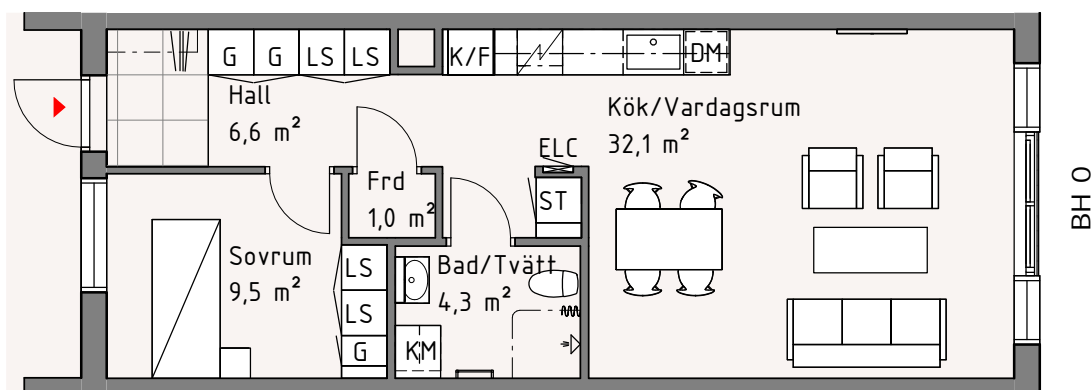 G G LS LS K/F DM
Hall
6,6 m²
Kök/Vardagsrum
32,1 m²
ELC
Frd
1,0 m²
ST
Sovrum
9,5 m²
LS
LS
G
Bad/Tvätt
4,3 m²
KM
BH 0